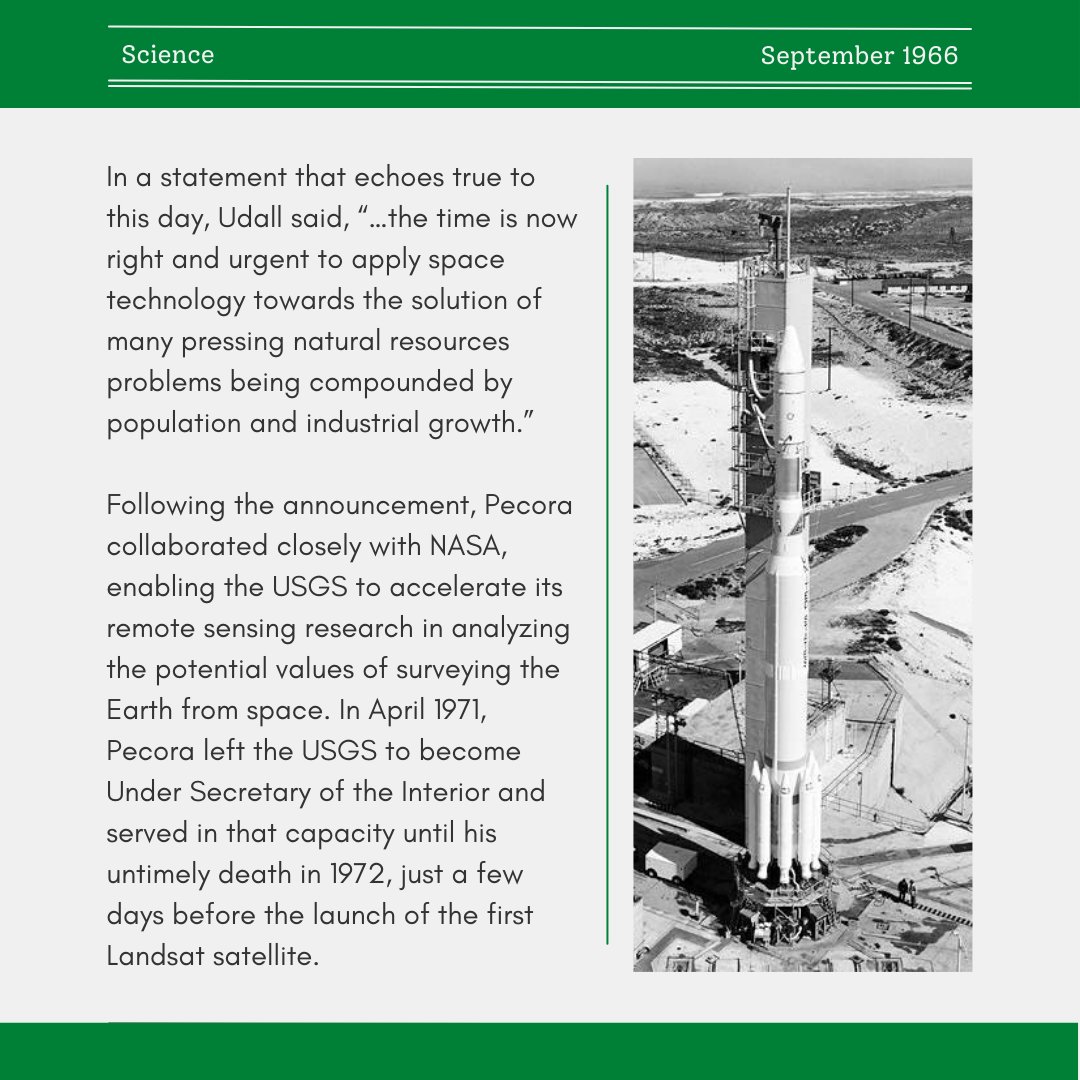 Science
September 1966
In a statement that echoes true to
this day, Udall said, “...the time is now
right and urgent to apply space
technology towards the solution of
many pressing natural resources
problems being compounded by
population and industrial growth.”
Following the announcement, Pecora
collaborated closely with NASA,
enabling the USGS to accelerate its
remote sensing research in analyzing
the potential values of surveying the
Earth from space. In April 1971,
Pecora left the USGS to become
Under Secretary of the Interior and
served in that capacity until his
untimely death in 1972, just a few
days before the launch of the first
Landsat satellite.